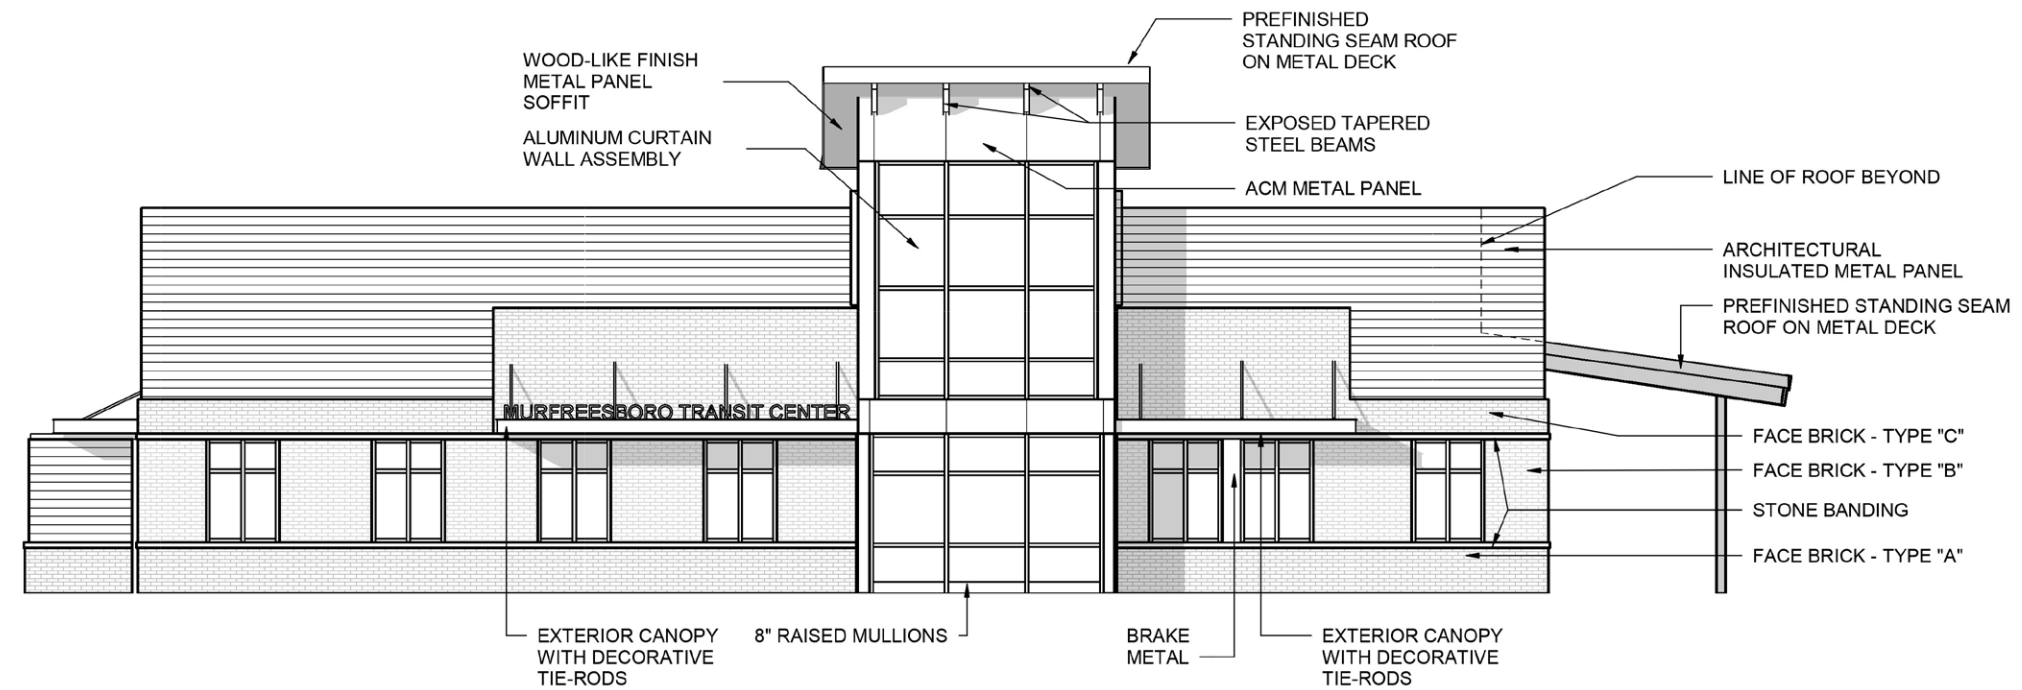 PREFINISHED
STANDING SEAM ROOF
ON METAL DECK
WOOD-LIKE FINISH
METAL PANEL
SOFFIT
ALUMINUM CURTAIN
WALL ASSEMBLY
EXPOSED TAPERED
STEEL BEAMS
ACM METAL PANEL
LINE OF ROOF BEYOND
ARCHITECTURAL
INSULATED METAL PANEL
PREFINISHED STANDING SEAM
ROOF ON METAL DECK
MURFREESBORO TRANSIT CENTER
FACE BRICK - TYPE "C"
FACE BRICK - TYPE "B"
STONE BANDING
FACE BRICK - TYPE "A"
EXTERIOR CANOPY
WITH DECORATIVE
TIE-RODS
8" RAISED MULLIONS
BRAKE
METAL
EXTERIOR CANOPY
WITH DECORATIVE
TIE-RODS